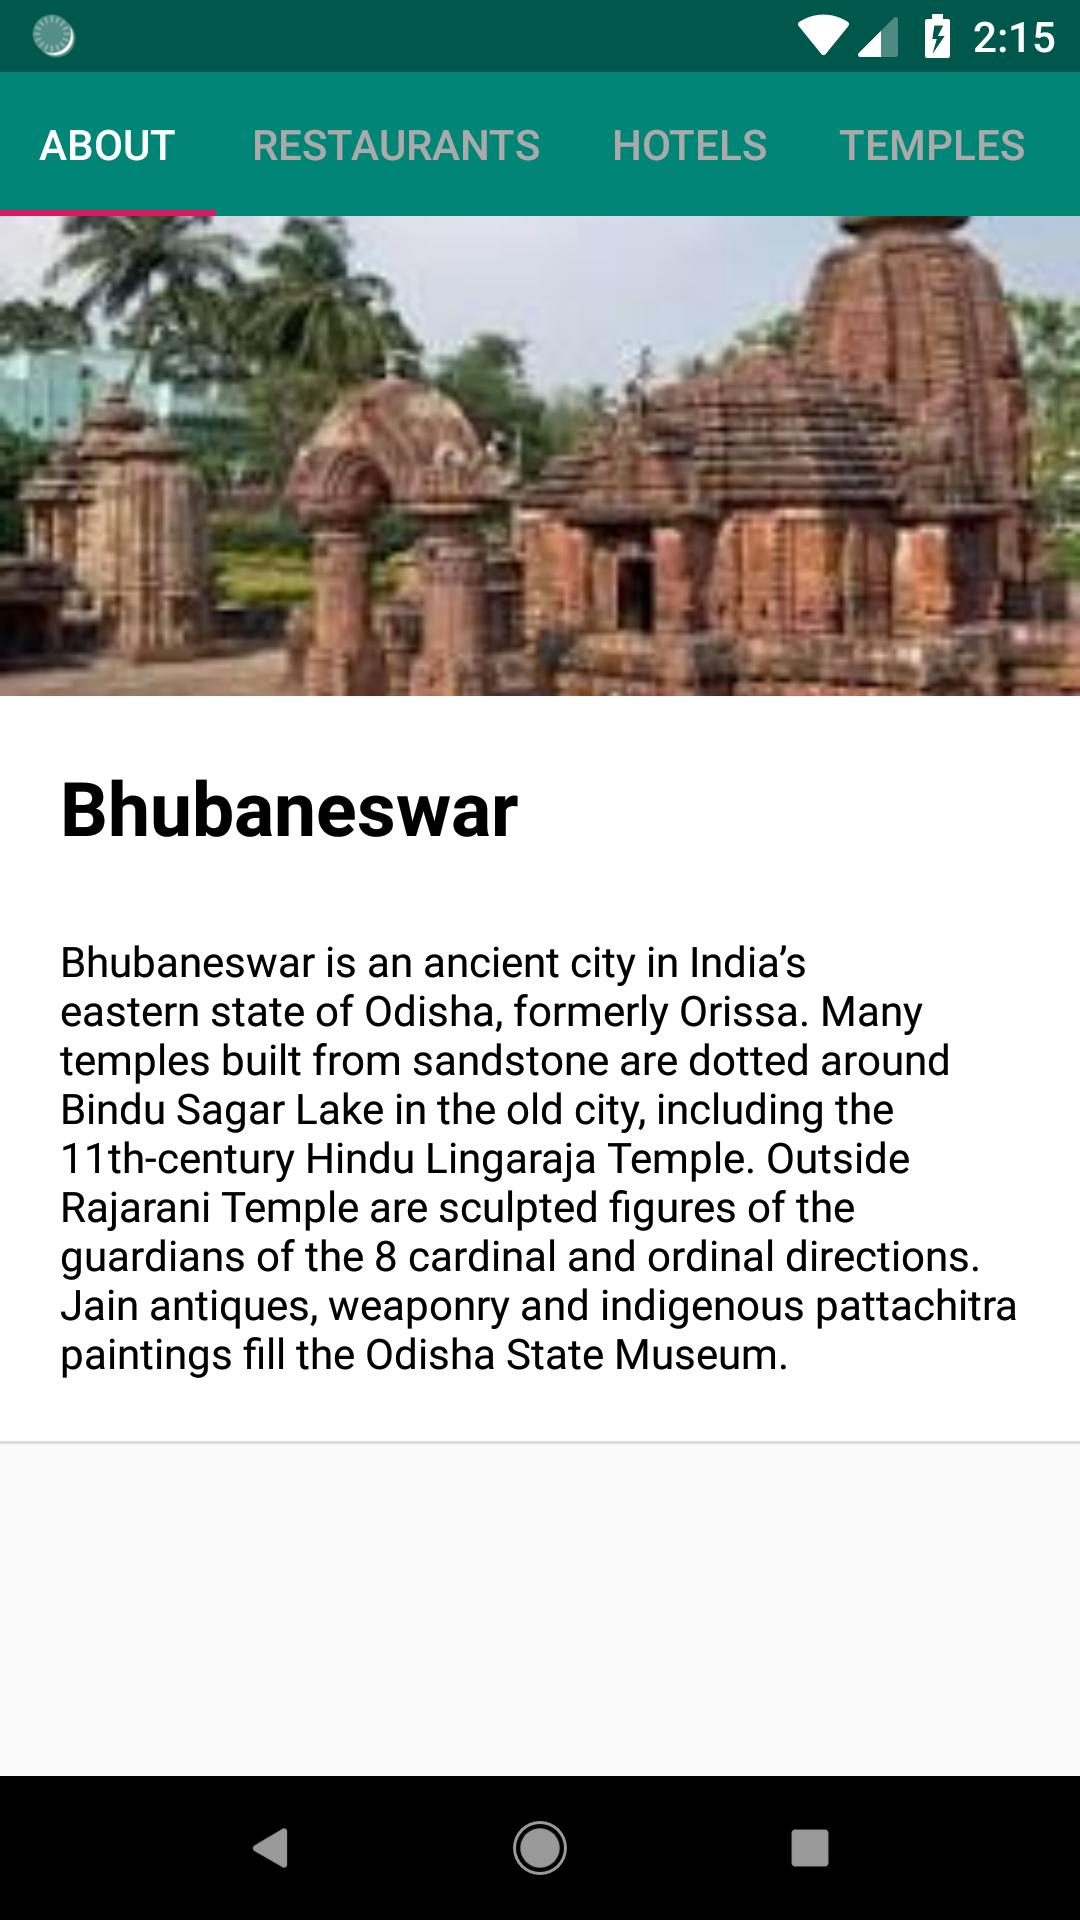 2:15
ABOUT RESTAURANTS HOTELS TEMPLES
Bhubaneswar
Bhubaneswar is an ancient city in India’s
eastern state of Odisha, formerly Orissa. Many
temples built from sandstone are dotted around
Bindu Sagar Lake in the old city, including the
11th-century Hindu Lingaraja Temple. Outside
Rajarani Temple are sculpted figures of the
guardians of the 8 cardinal and ordinal directions.
Jain antiques, weaponry and indigenous pattachitra
paintings fill the Odisha State Museum.